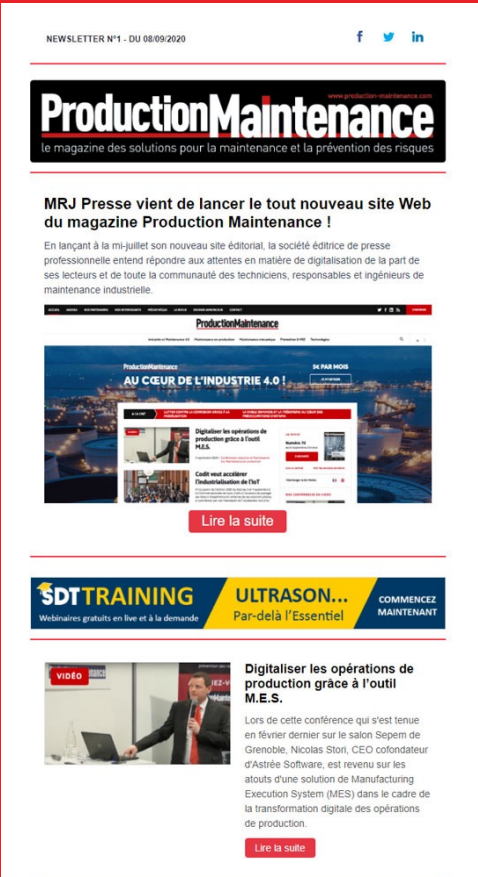 NEWSLETTER N°1 - DU 08/09/2020
www.production-maintenance.com
ProductionMaintenance
le magazine des solutions pour la maintenance et la prévention des risques
MRJ Presse vient de lancer le tout nouveau site Web
du magazine Production Maintenance !
En lançant à la mi-juillet son nouveau site éditorial, la société éditrice de presse
professionnelle entend répondre aux attentes en matière de digitalisation de la part de
ses lecteurs et de toute la communauté des techniciens, responsables et ingénieurs de
maintenance industrielle.
ProductionMaintenance
ProductionMaintenance
5€ PAR MOIS
AU CŒUR DE L'INDUSTRIE 4.0 !
Digitaliser les opérations de
production grâce à l'outil
M.E.S.
Codit veut accélérer
l'industrialisation de l'IoT
Lire la suite
SDT TRAINING
Webinaires gratuits en live et à la demande
ULTRASON...
Par-delà l'Essentiel
COMMENCEZ
MAINTENANT
VIDÉO
Digitaliser les opérations de
production grâce à l'outil
M.E.S.
Lors de cette conférence qui s'est tenue
en février dernier sur le salon Sepem de
Grenoble, Nicolas Stori, CEO cofondateur
d'Astrée Software, est revenu sur les
atouts d'une solution de Manufacturing
Execution System (MES) dans le cadre de
la transformation digitale des opérations
de production.
Lire la suite